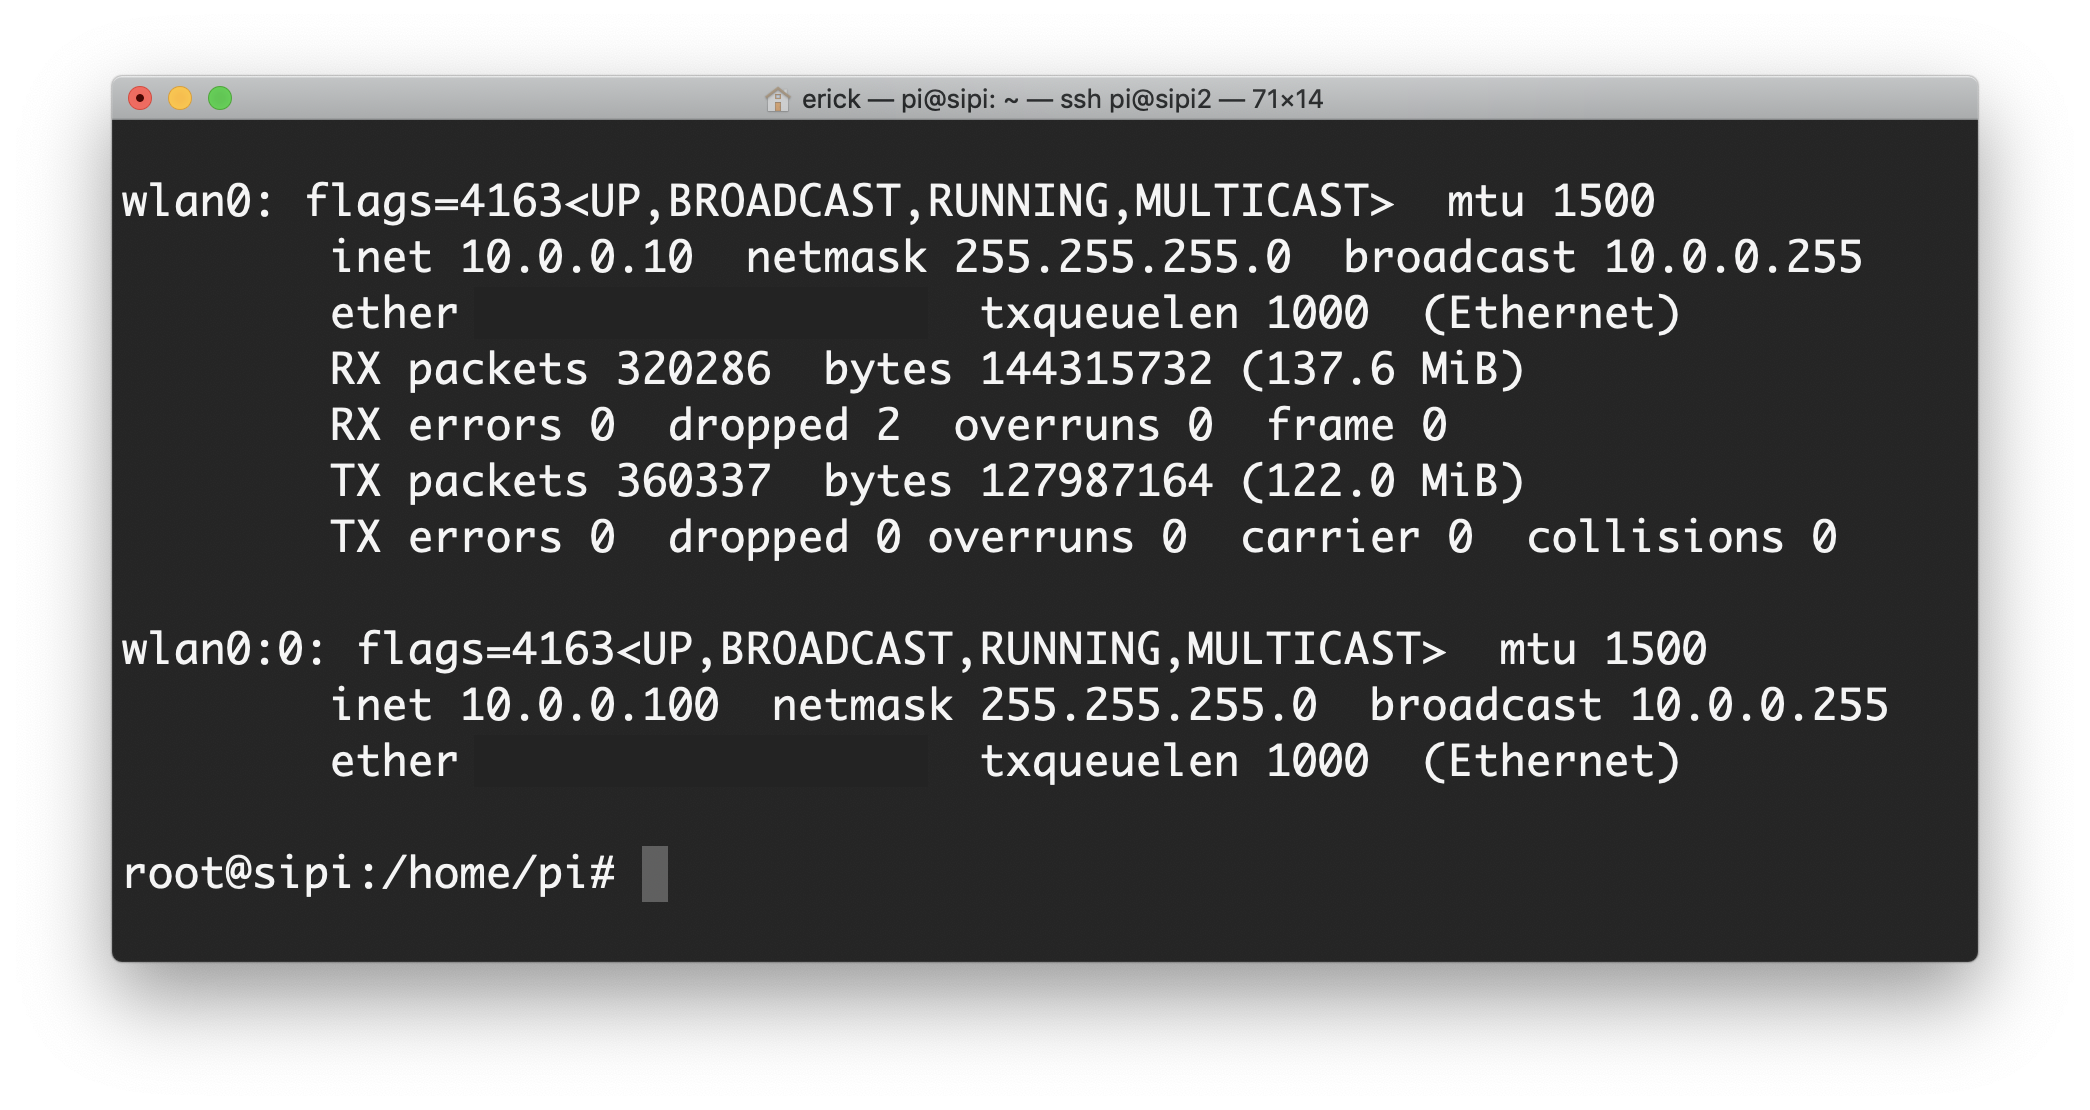 erick — pi@sipi: ~ — ssh pi@sipi2 — 71×14
wlan0: flags=4163<UP,BROADCAST,RUNNING,MULTICAST>  mtu 1500
        inet 10.0.0.10  netmask 255.255.255.0  broadcast 10.0.0.255
        ether                     txqueuelen 1000  (Ethernet)
        RX packets 320286  bytes 144315732 (137.6 MiB)
        RX errors 0  dropped 2  overruns 0  frame 0
        TX packets 360337  bytes 127987164 (122.0 MiB)
        TX errors 0  dropped 0 overruns 0  carrier 0  collisions 0
wlan0:0: flags=4163<UP,BROADCAST,RUNNING,MULTICAST>  mtu 1500
        inet 10.0.0.100  netmask 255.255.255.0  broadcast 10.0.0.255
        ether                     txqueuelen 1000  (Ethernet)
root@sipi:/home/pi#